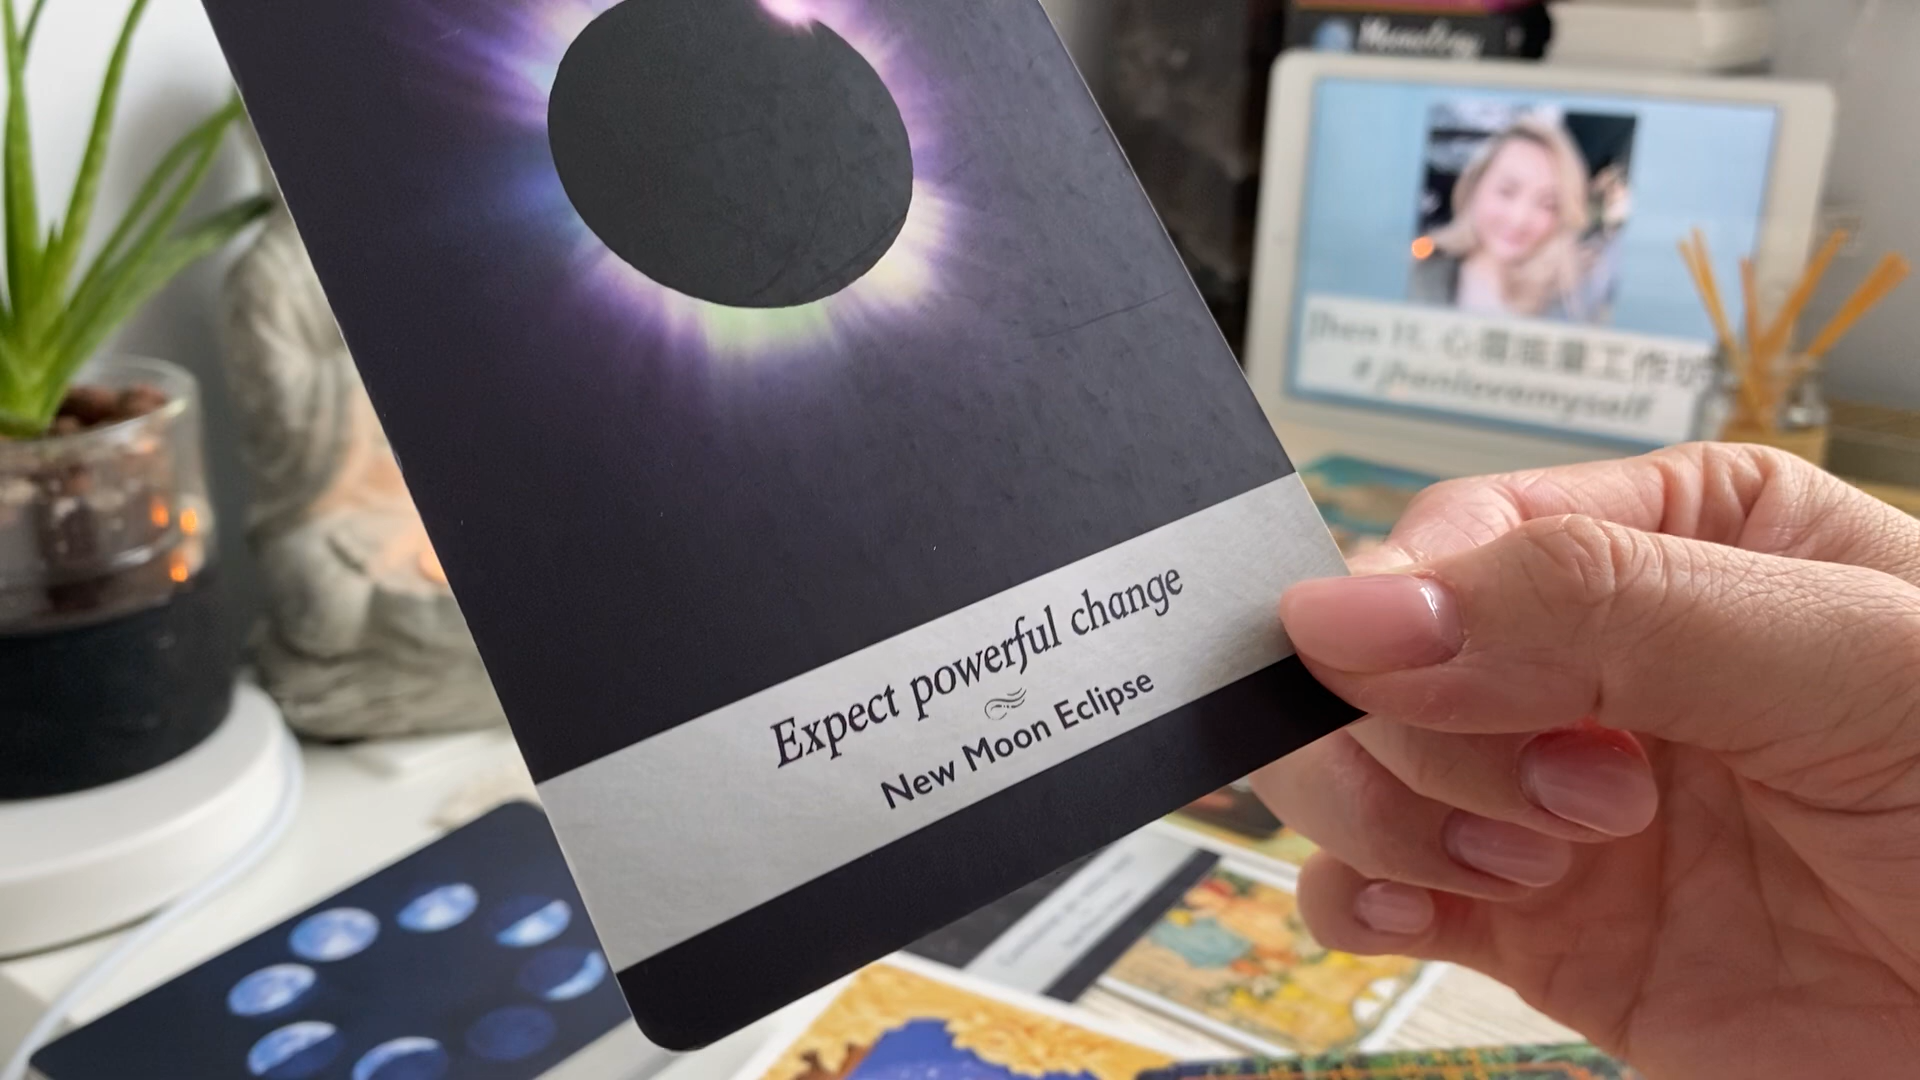 Expect powerful change
New Moon Eclipse
Jhen H. 心靈能量工作坊
# jhenlovemyself